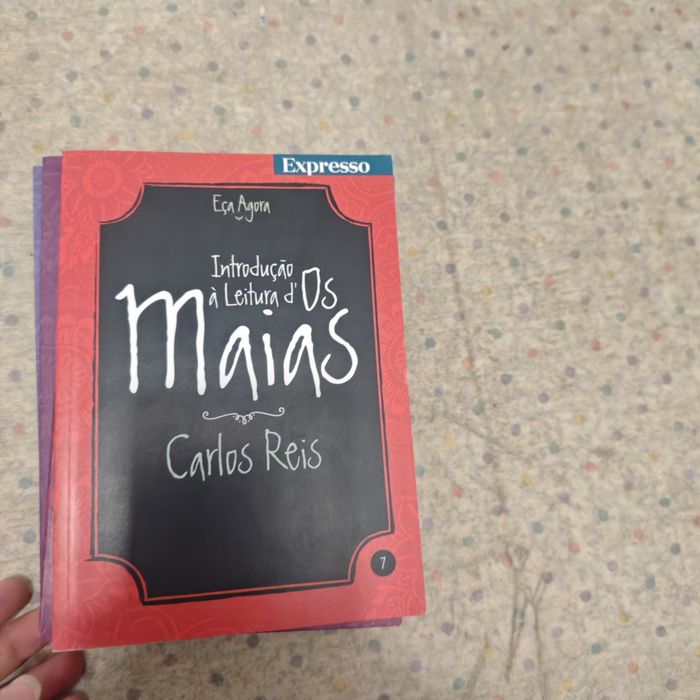 Expresso
Eça Agora
Introdução
à Leitura d' Os
Maias
Carlos Reis
7